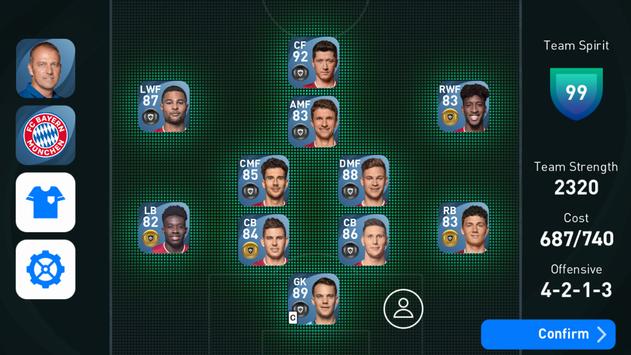 CF
92
LWF
87
RWF
83
AMF
83
CMF
85
DMF
88
LB
82
CB
84
CB
86
RB
83
GK
89
C
FC BAYERN
MÜNCHEN
Team Spirit
99
Team Strength
2320
Cost
687/740
Offensive
4-2-1-3
Confirm